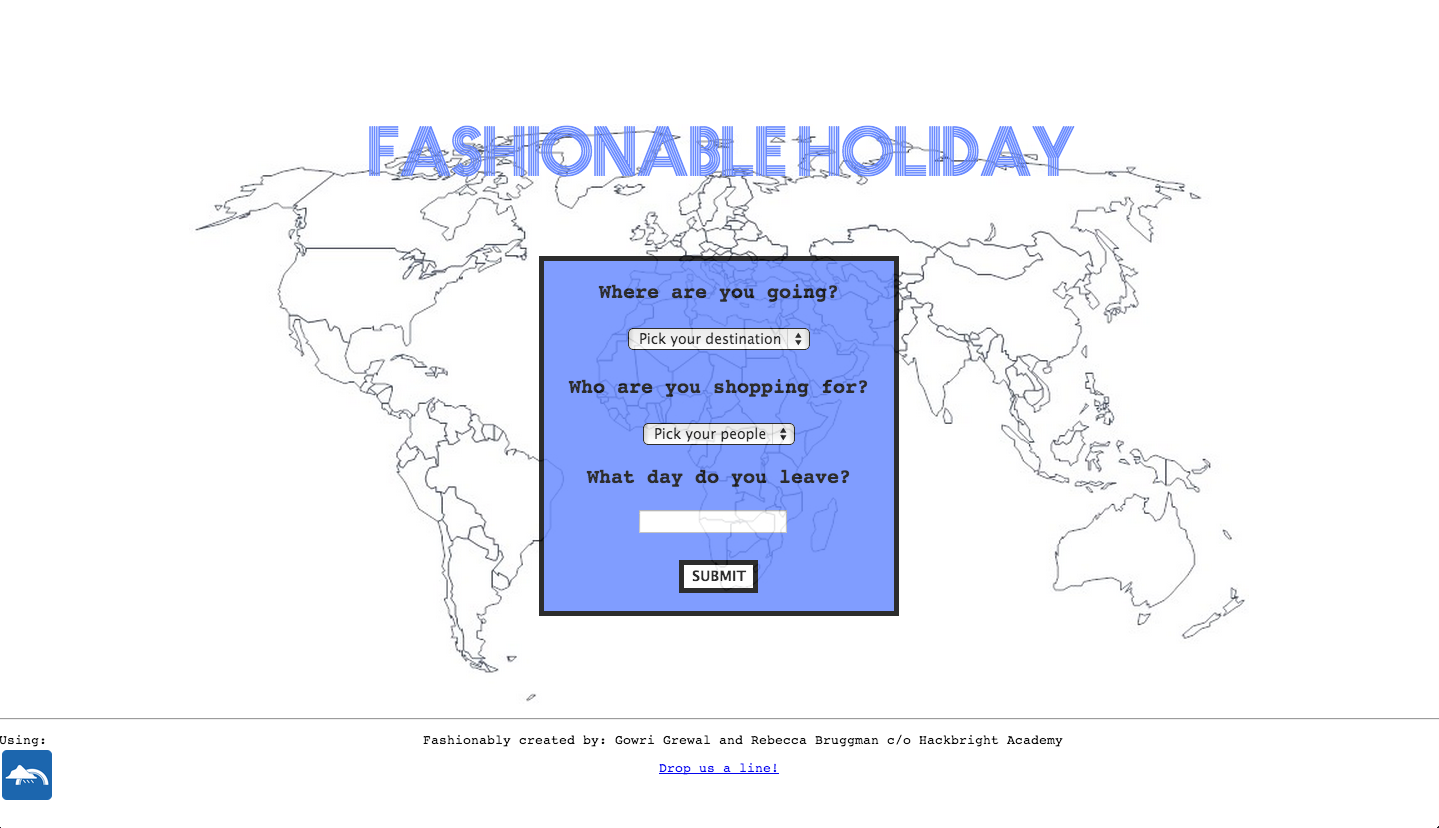 FASHIONABLE HOLIDAY
Where are you going?
Pick your destination
Who are you shopping for?
Pick your people
What day do you leave?
SUBMIT
Using:
Fashionably created by: Gowri Grewal and Rebecca Bruggman c/o Hackbright Academy
Drop us a line!